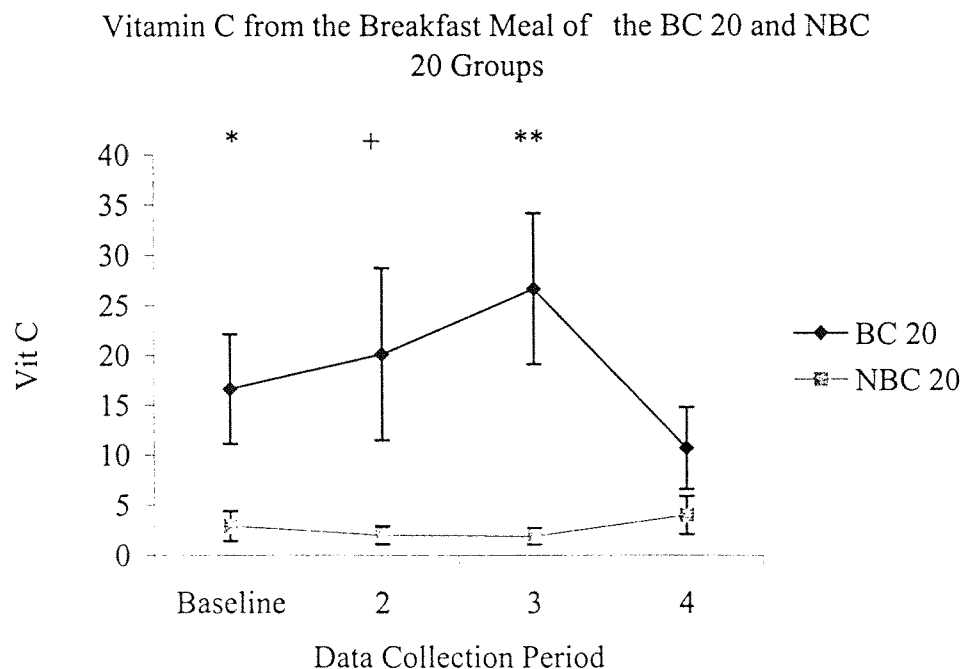 Vitamin C from the Breakfast Meal of the BC 20 and NBC
20 Groups
* + **
40
35
30
25
20
15
10
5
0
Vit C
Baseline 2 3 4
Data Collection Period
BC 20
NBC 20